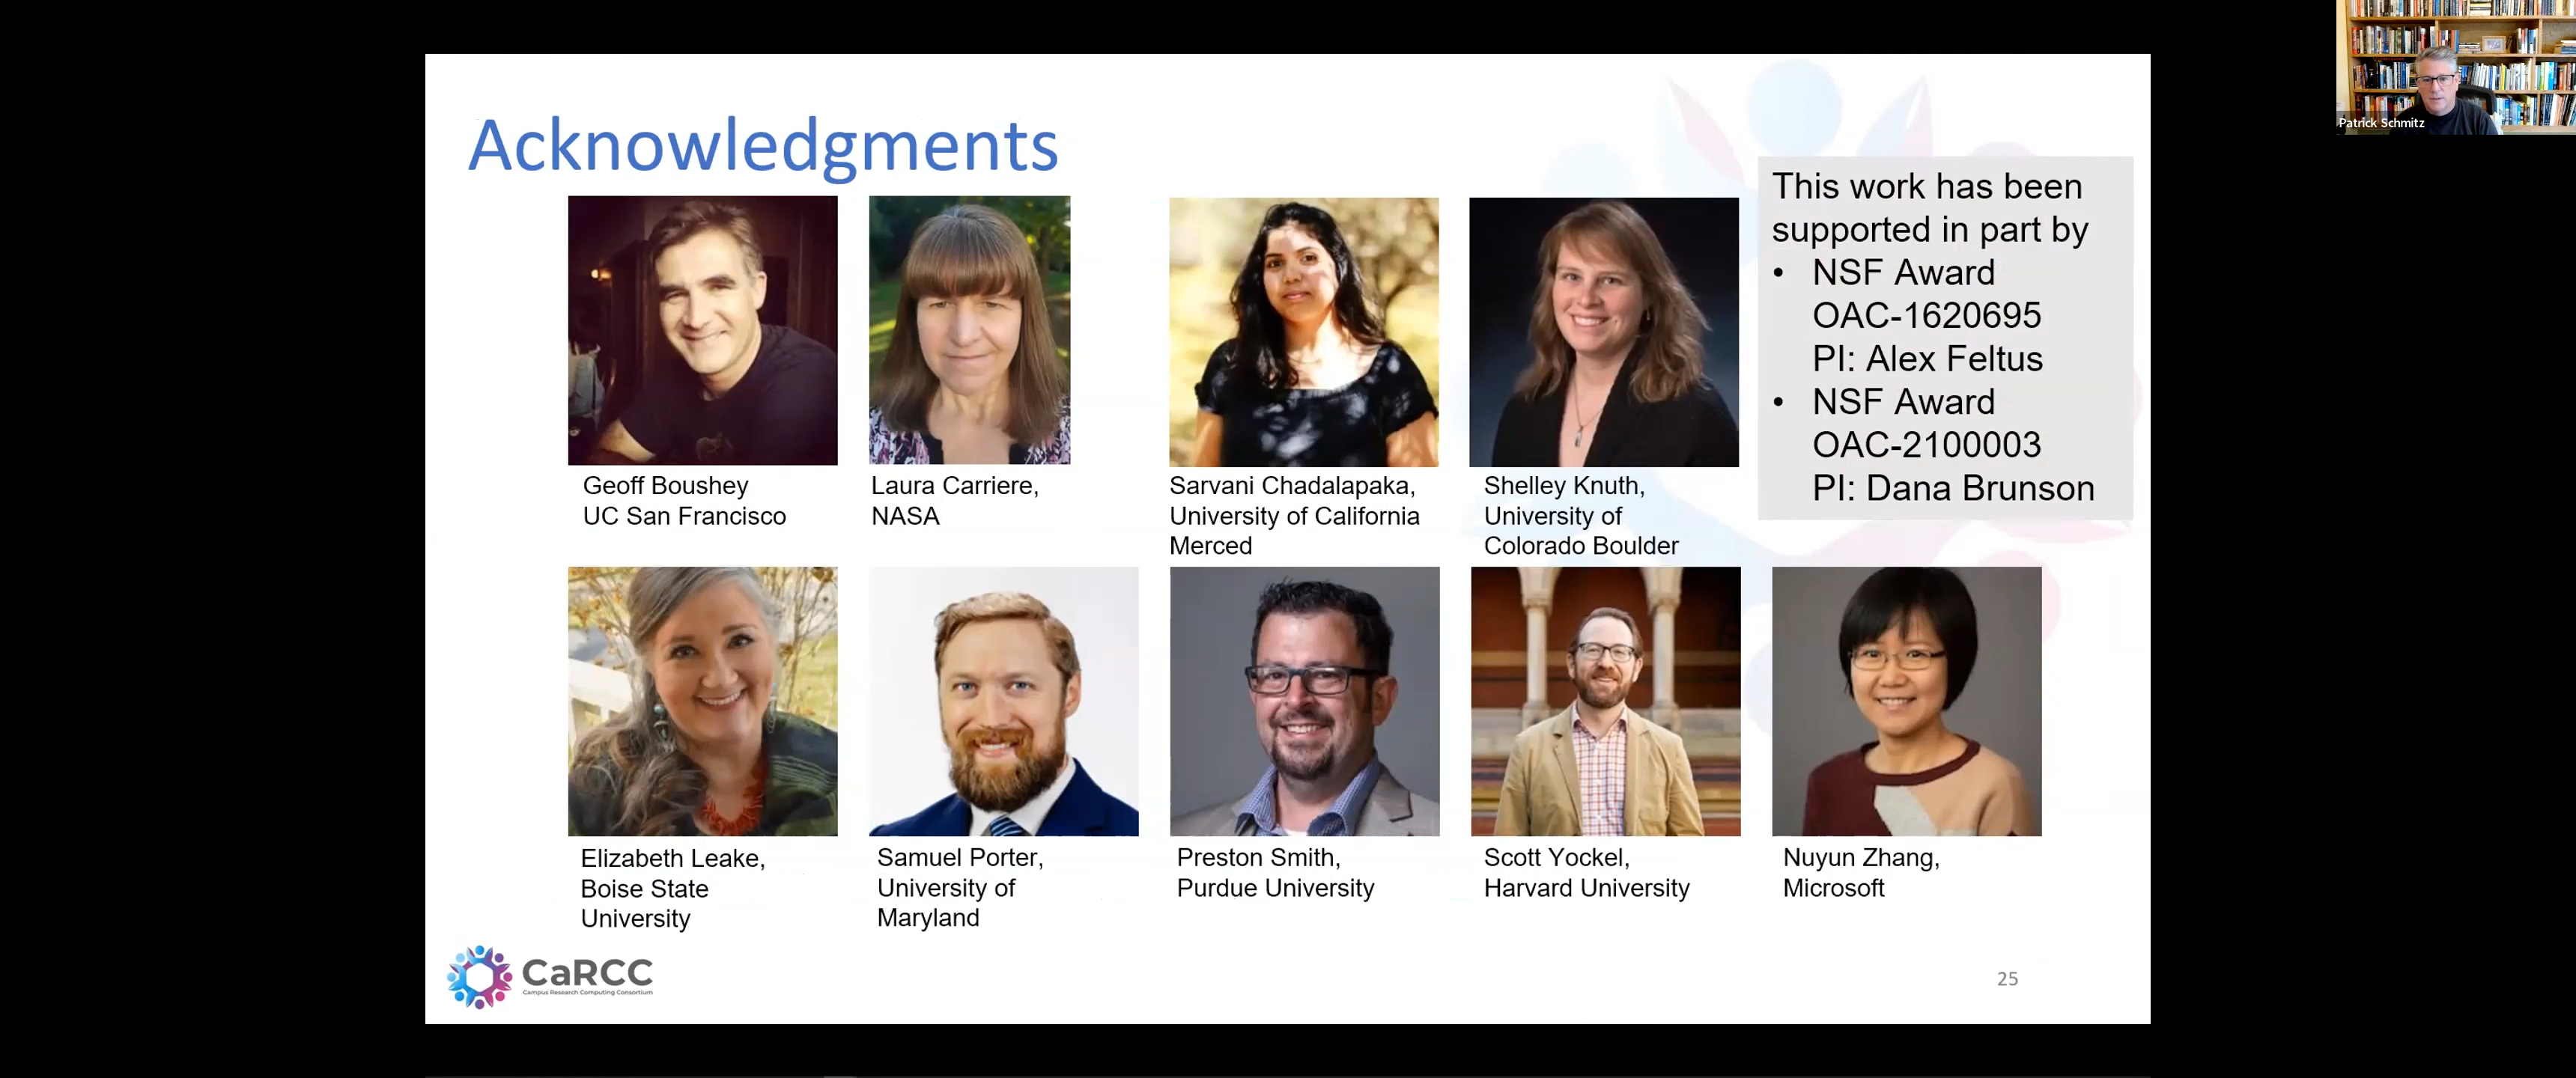 Acknowledgments
Patrick Schmitz
This work has been
supported in part by
• NSF Award
OAC-1620695
PI: Alex Feltus
• NSF Award
OAC-2100003
PI: Dana Brunson
Geoff Boushey
UC San Francisco
Laura Carriere,
NASA
Sarvani Chadalapaka,
University of California
Merced
Shelley Knuth,
University of
Colorado Boulder
Elizabeth Leake,
Boise State
University
Samuel Porter,
University of
Maryland
Preston Smith,
Purdue University
Scott Yockel,
Harvard University
Nuyun Zhang,
Microsoft
CaRCC
Campus Research Computing Consortium
25